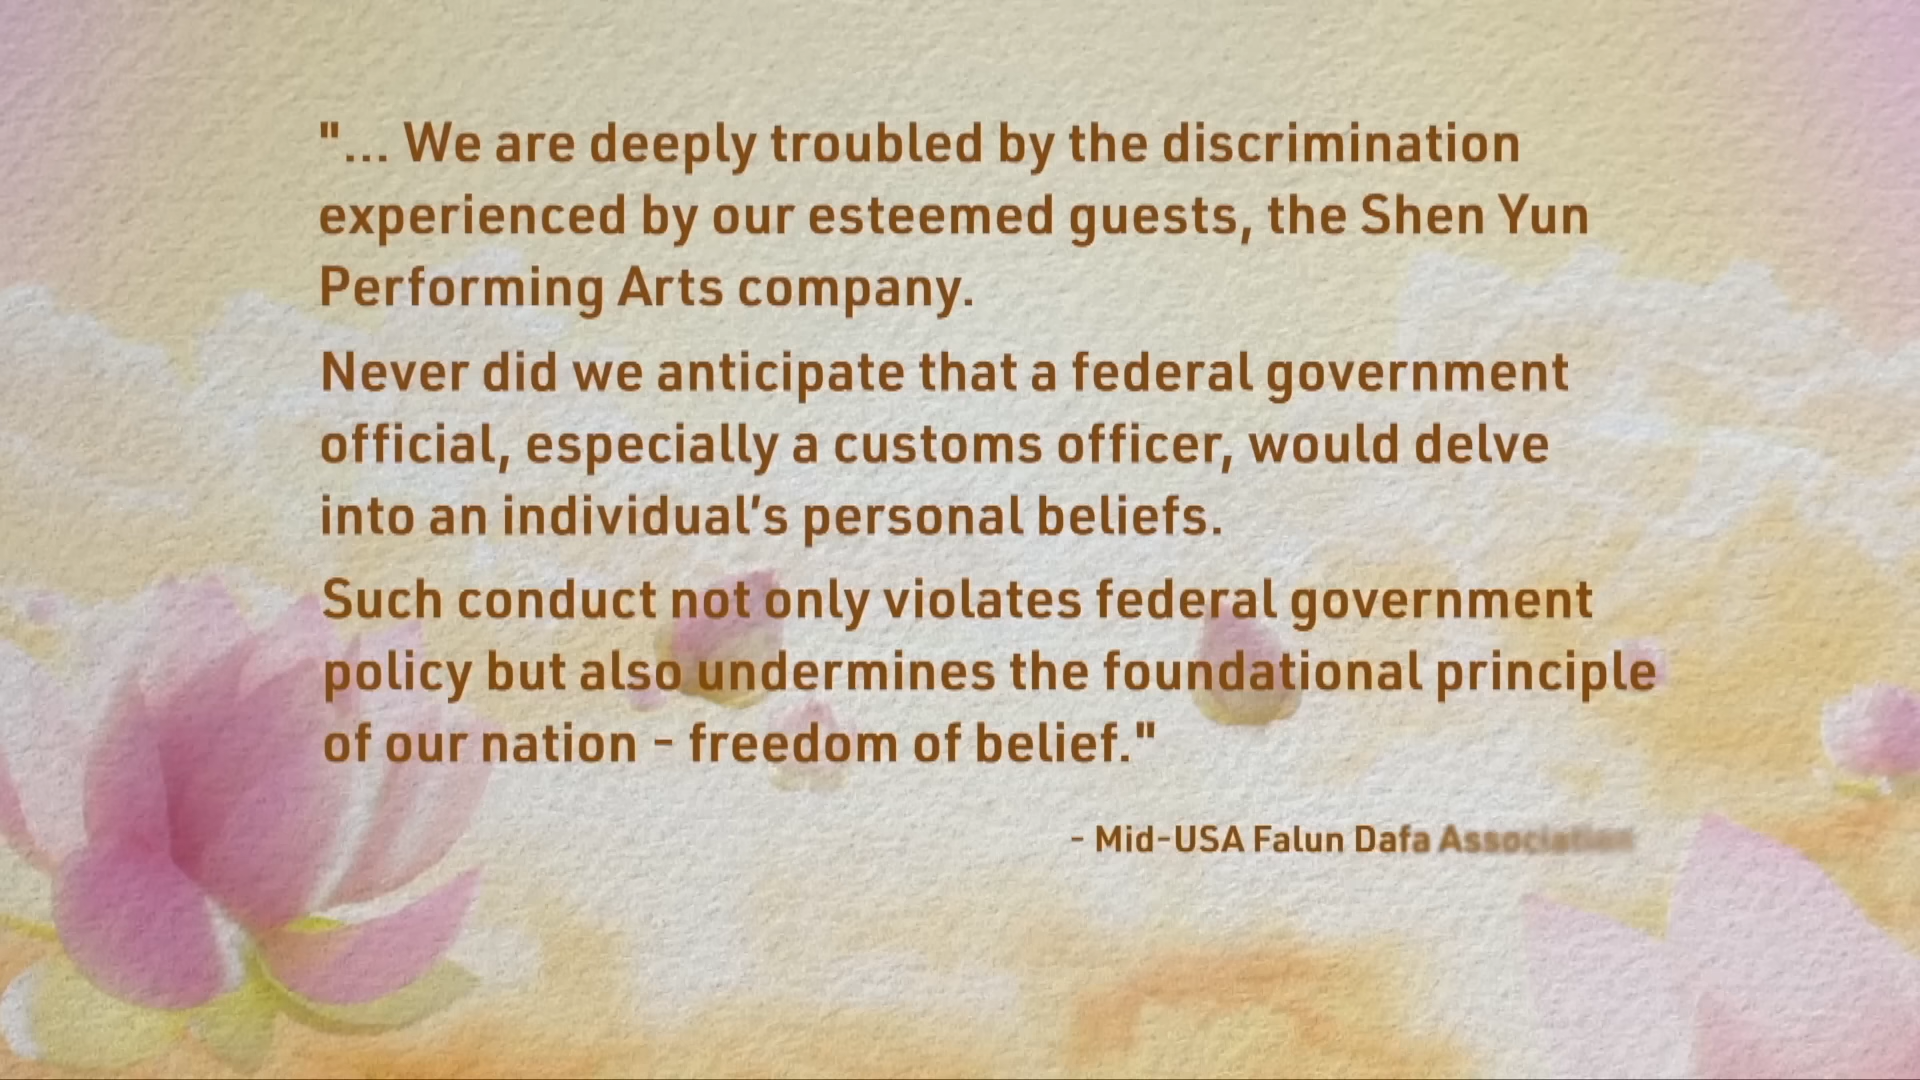 "... We are deeply troubled by the discrimination
experienced by our esteemed guests, the Shen Yun
Performing Arts company.
Never did we anticipate that a federal government
official, especially a customs officer, would delve
into an individual's personal beliefs.
Such conduct not only violates federal government
policy but also undermines the foundational principle
of our nation - freedom of belief."
- Mid-USA Falun Dafa Association